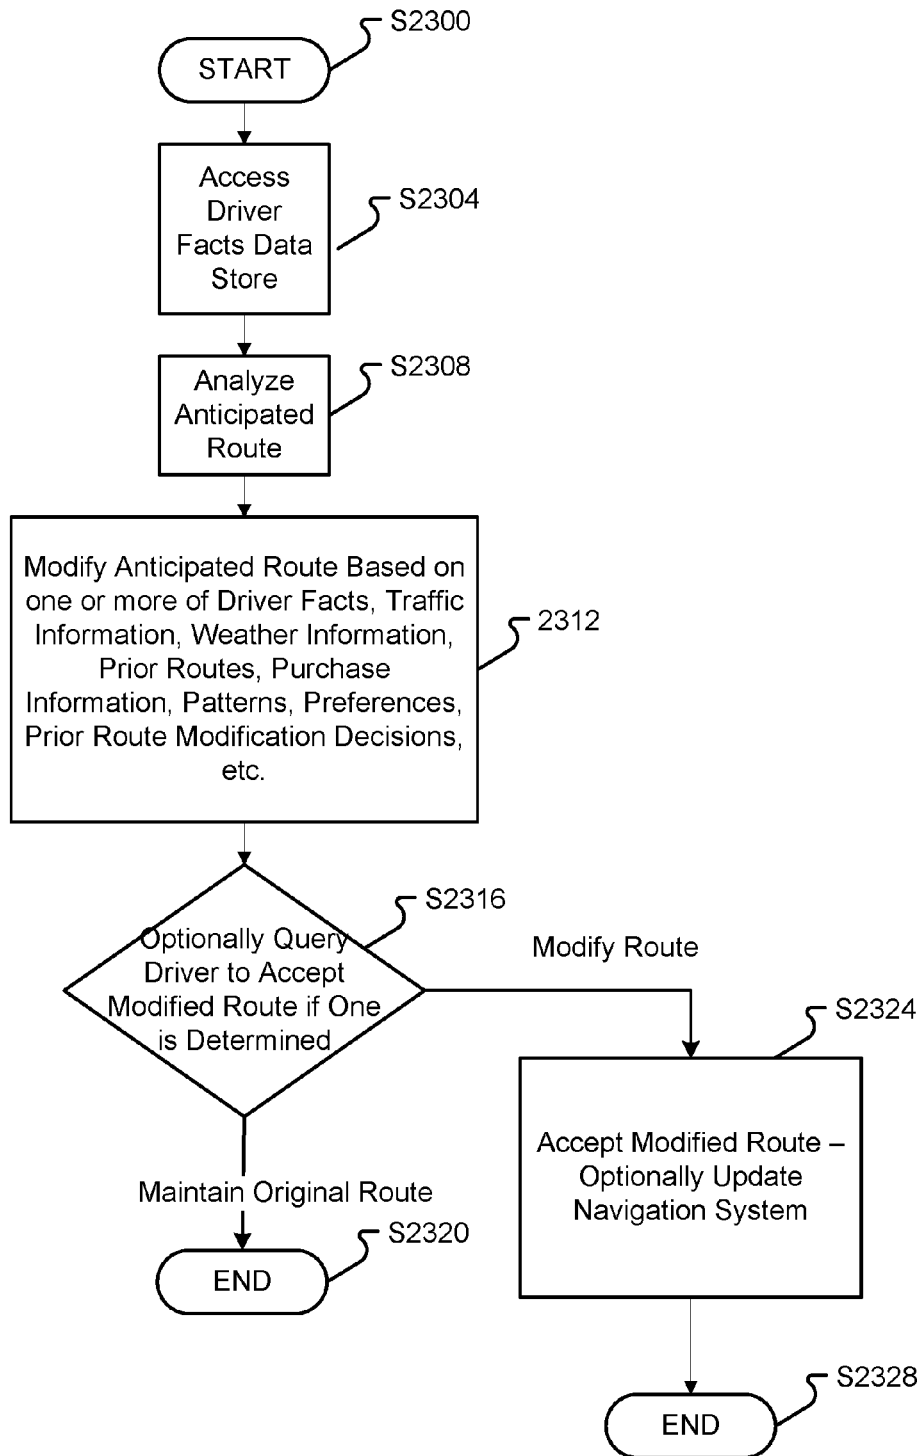 S2300
START
Access
Driver
Facts Data
Store
S2304
S2308
Analyze
Anticipated
Route
Modify Anticipated Route Based on
one or more of Driver Facts, Traffic
Information, Weather Information,
Prior Routes, Purchase
Information, Patterns, Preferences,
Prior Route Modification Decisions,
etc.
2312
S2316
Optionally Query
Driver to Accept
Modified Route if One
is Determined
Modify Route
S2324
Accept Modified Route –
Optionally Update
Navigation System
Maintain Original Route
S2320
END
S2328
END